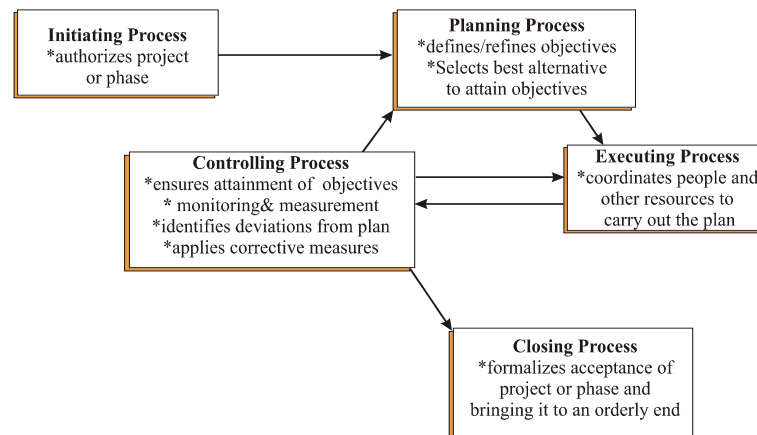 Initiating Process
*authorizes project
or phase
Planning Process
*defines/refines objectives
*Selects best alternative
to attain objectives
Controlling Process
*ensures attainment of objectives
* monitoring& measurement
*identifies deviations from plan
*applies corrective measures
Executing Process
*coordinates people and
other resources to
carry out the plan
Closing Process
*formalizes acceptance of
project or phase and
bringing it to an orderly end